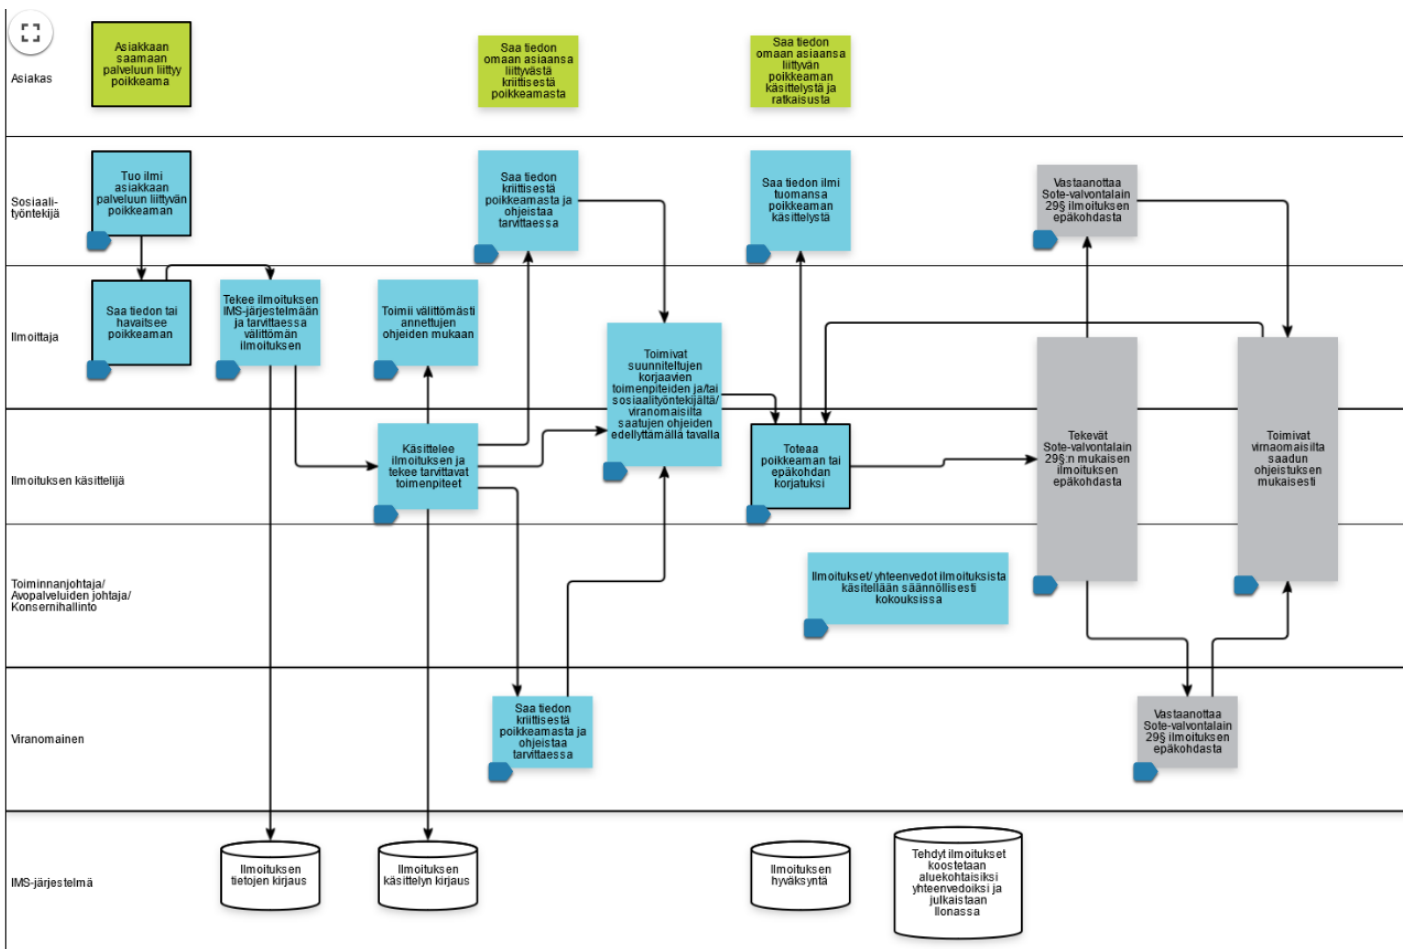 Asiakas
Asiakkaan
saamaan
palveluun liittyy
poikkeama
Saa tiedon
omaan asiaansa
liittyvästä
kriittisestä
poikkeamasta
Saa tiedon
omaan asiaansa
liittyvän
poikkeaman
käsittelystä ja
ratkaisusta
Sosiaali-
työntekijä
Tuo ilmi
asiakkaan
palveluun liittyvän
poikkeaman
Saa tiedon
kriittisestä
poikkeamasta ja
ohjeistaa
tarvittaessa
Saa tiedon ilmi
tuomansa
poikkeaman
käsittelystä
Vastaanottaa
Sote-valvontalain
29§ ilmoituksen
epäkohdasta
Ilmoittaja
Saa tiedon tai
havaitsee
poikkeaman
Tekee ilmoituksen
IMS-järjestelmään
ja tarvittaessa
välittömän
ilmoituksen
Toimii välittömästi
annettujen
ohjeiden mukaan
Toimivat
suunniteltujen
korjaavien
toimenpiteiden ja/tai
sosiaalityöntekijältä/
viranomaisilta
saatujen ohjeiden
edellyttämällä tavalla
Ilmoituksen käsittelijä
Käsittelee
ilmoituksen ja
tekee tarvittavat
toimenpiteet
Toteaa
poikkeaman tai
epäkohdan
korjatuksi
Tekevät
Sote-valvontalain
29§:n mukaisen
ilmoituksen
epäkohdasta
Toimivat
virnaomaisilta
saadun
ohjeistuksen
mukaisesti
Toiminnanjohtaja/
Avopalveluiden johtaja/
Konsernihallinto
Ilmoitukset/ yhteenvedot ilmoituksista
käsitellään säännöllisesti
kokouksissa
Viranomainen
Saa tiedon
kriittisestä
poikkeamasta ja
ohjeistaa
tarvittaessa
Vastaanottaa
Sote-valvontalain
29§ ilmoituksen
epäkohdasta
IMS-järjestelmä
Ilmoituksen
tietojen kirjaus
Ilmoituksen
käsittelyn kirjaus
Ilmoituksen
hyväksyntä
Tehdyt ilmoitukset
koostetaan
aluekohtaisiksi
yhteenvedoiksi ja
julkaistaan
Ilonassa